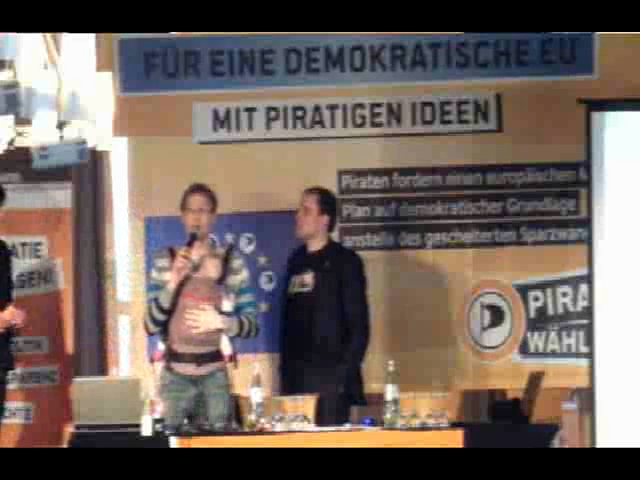 FÜR EINE DEMOKRATISCHE EU
MIT PIRATIGEN IDEEN
Piraten fordern einen europäischen
Plan auf demokratischer Grundlage
anstelle des gescheiterten Sparzwan
PIRA
WÄHL